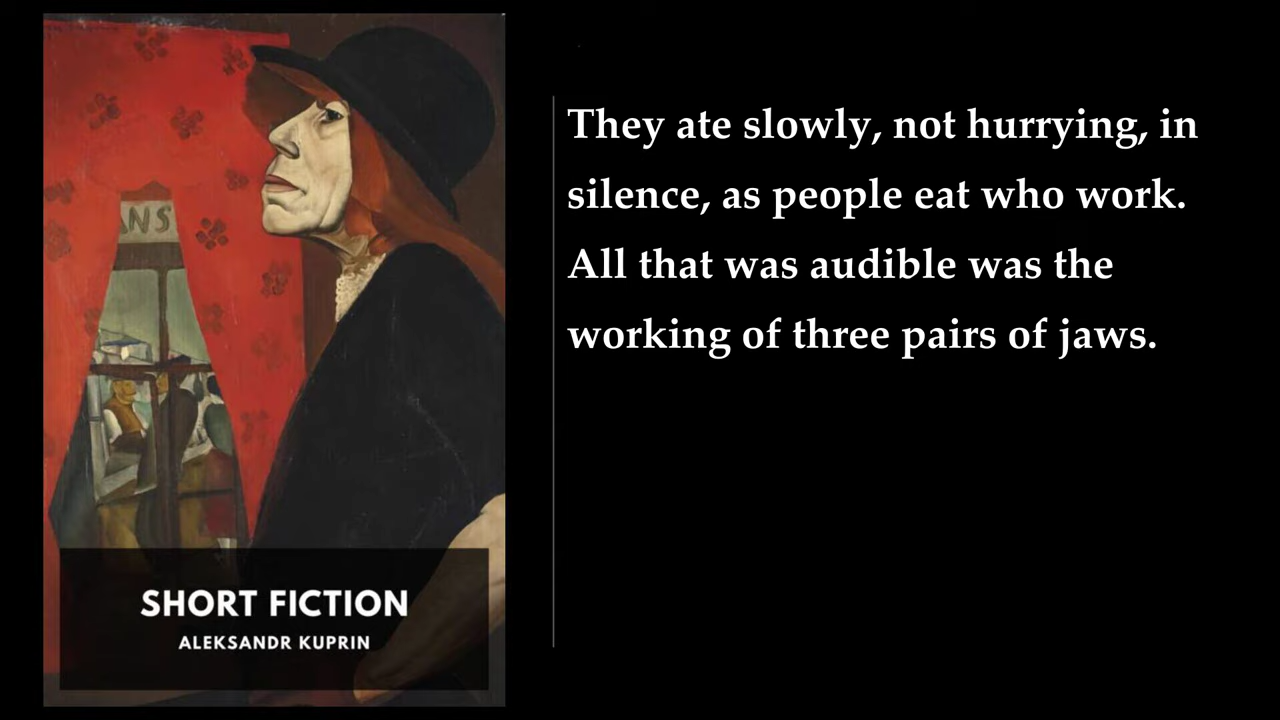 ANS
SHORT FICTION
ALEKSANDR KUPRIN
They ate slowly, not hurrying, in
silence, as people eat who work.
All that was audible was the
working of three pairs of jaws.